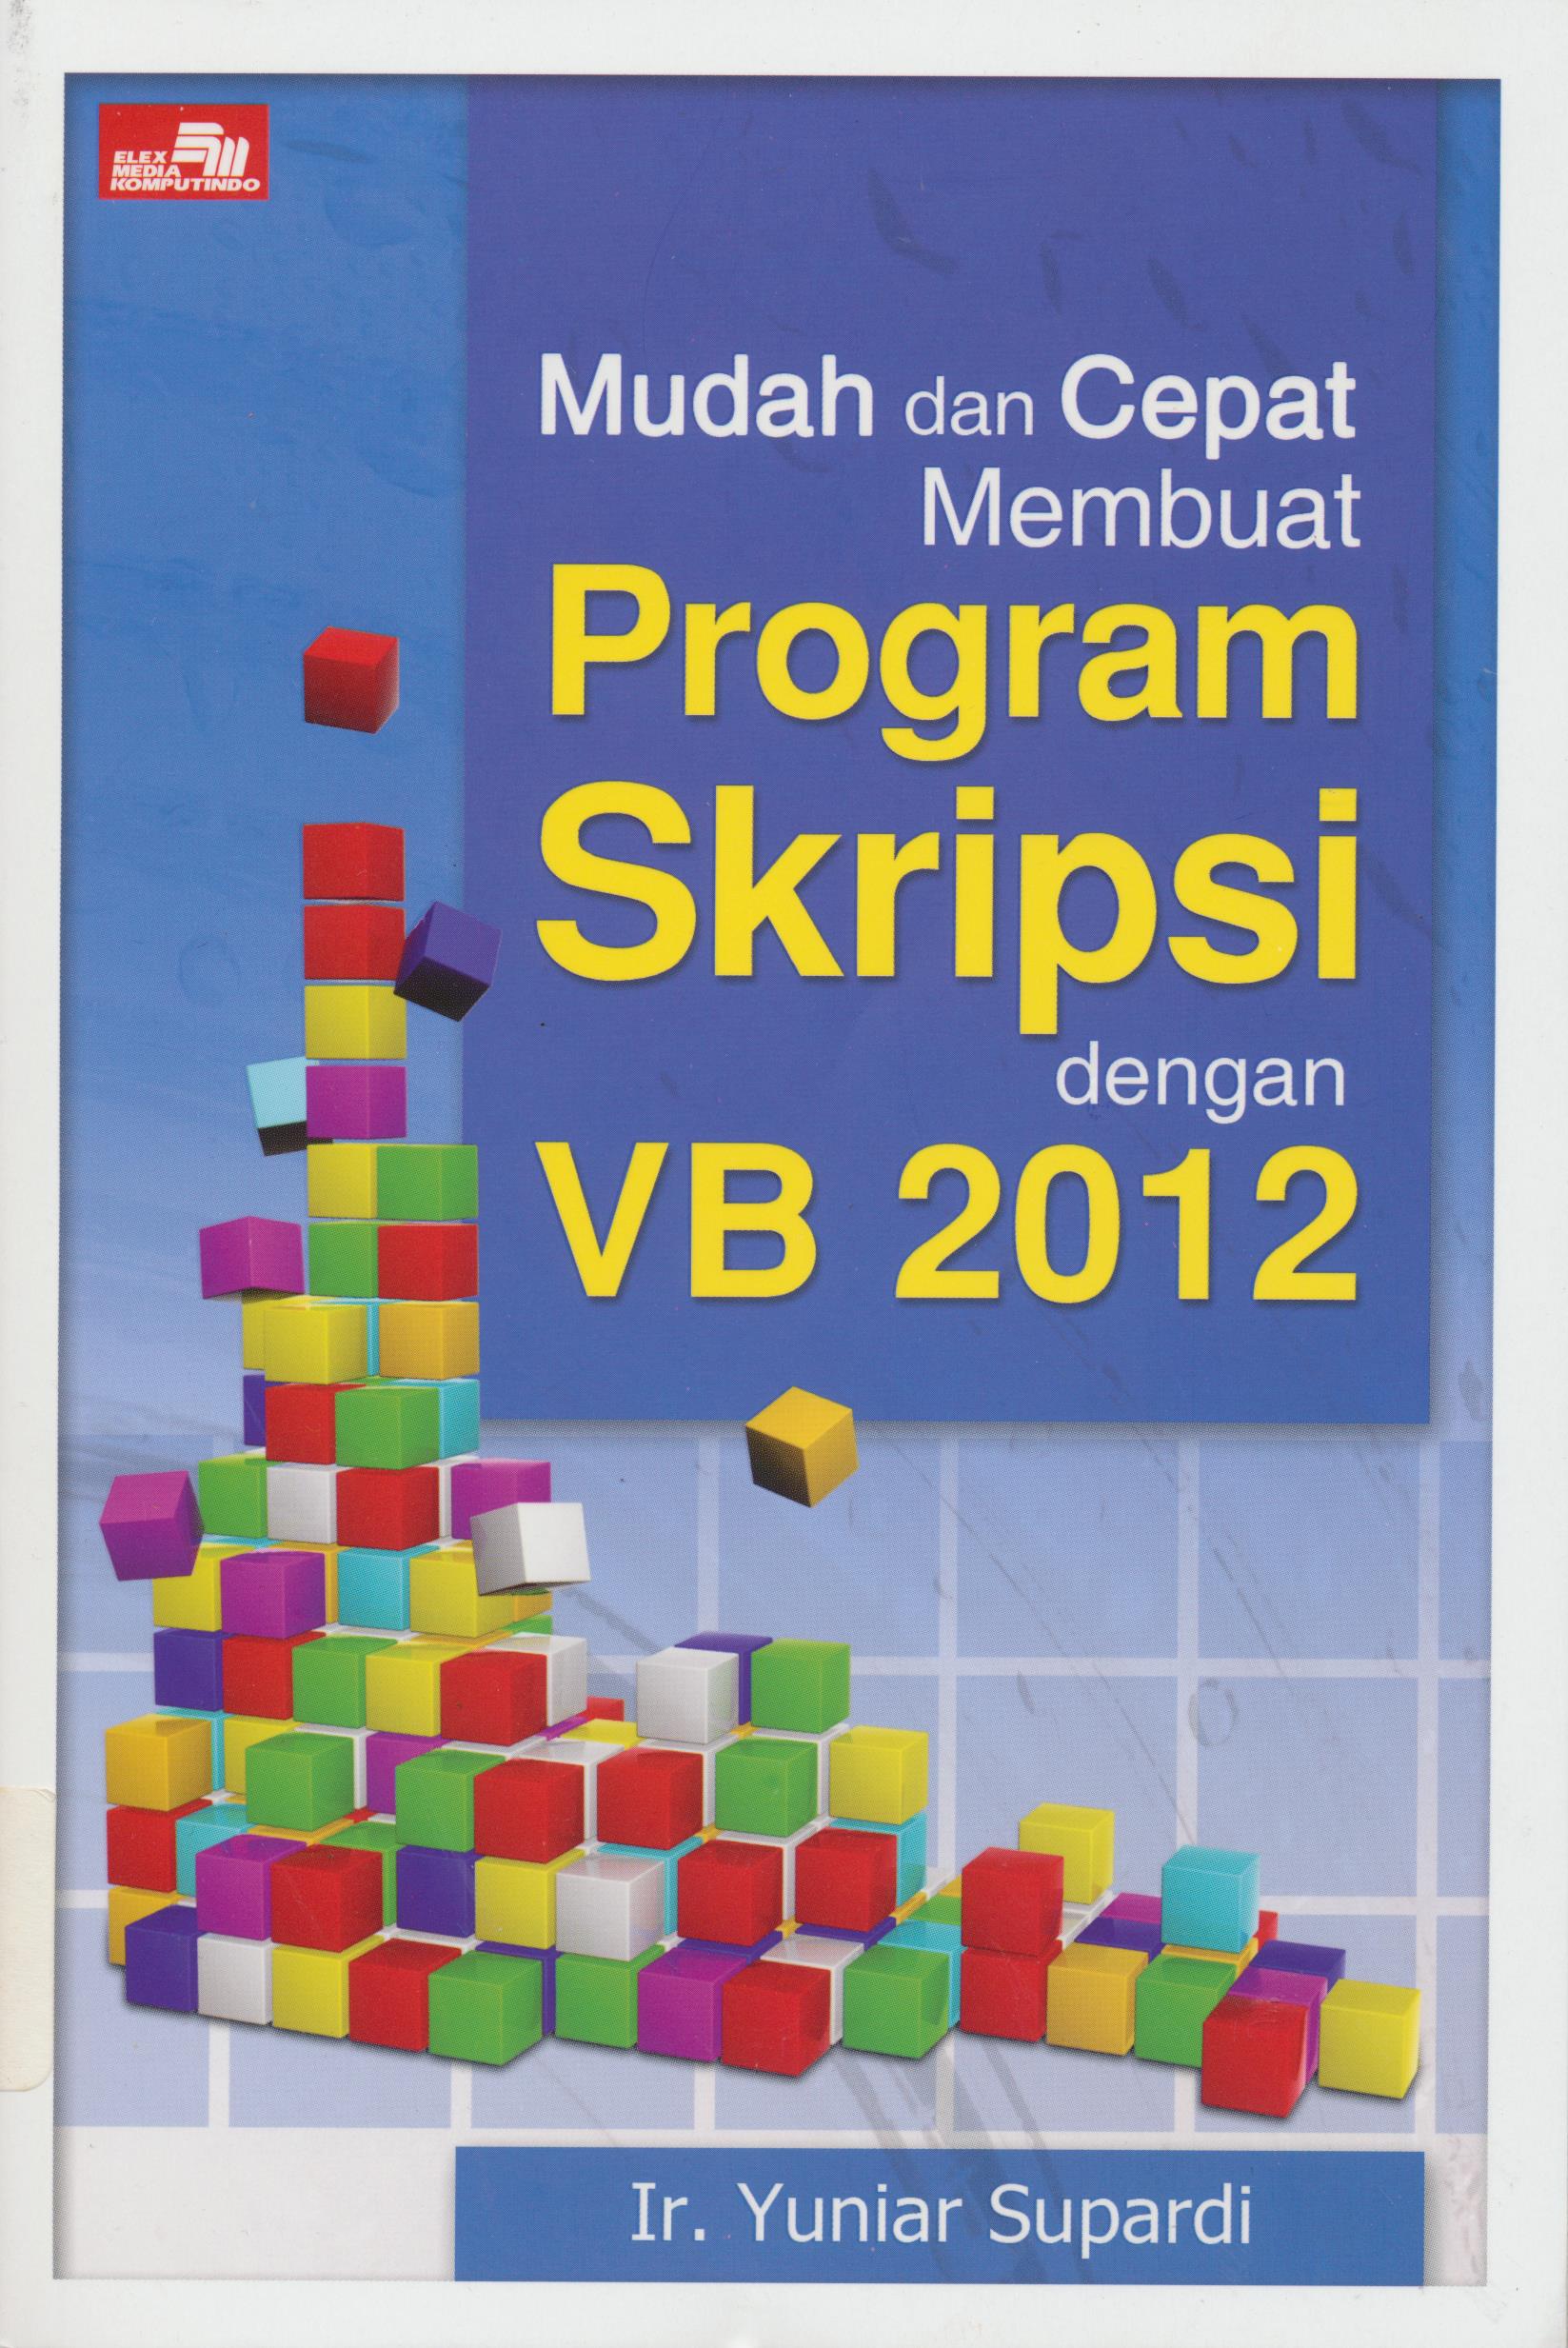 ELEX
MEDIA
KOMPUTINDO
Mudah dan Cepat
Membuat
Program
Skripsi
dengan
VB 2012
Ir. Yuniar Supardi